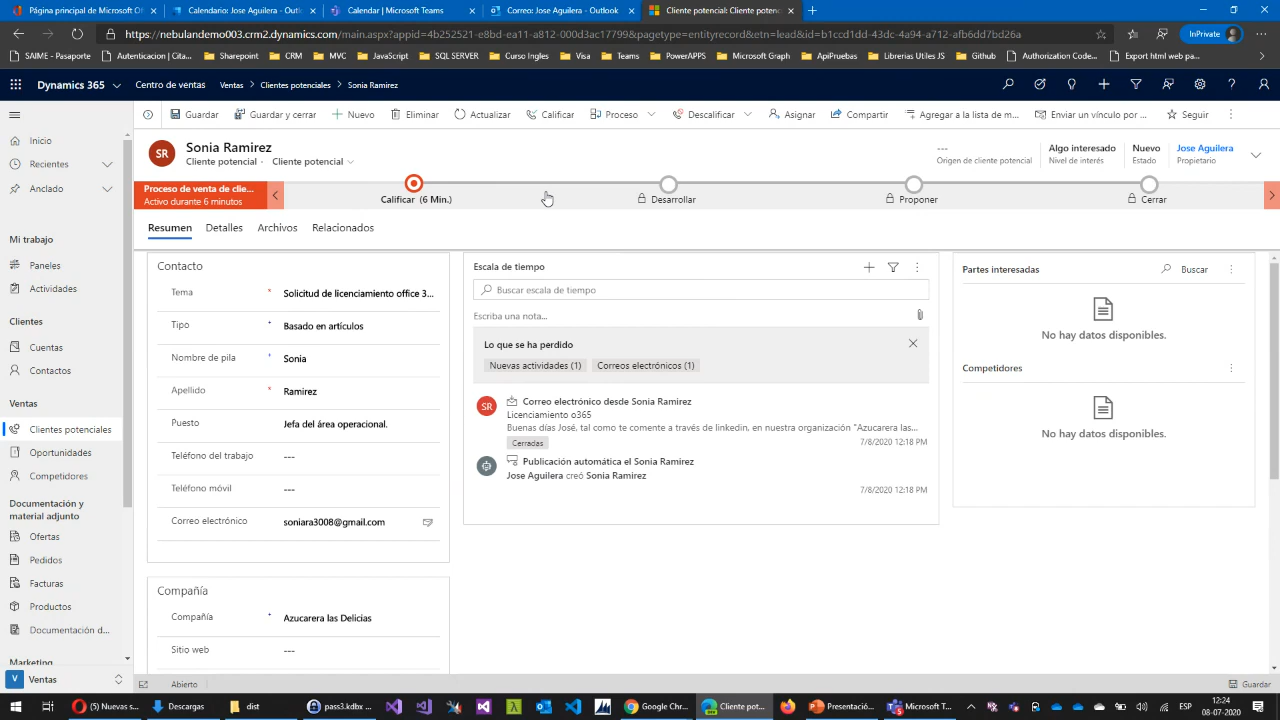 Página principal de Microsoft Of
Calendario: Jose Aguilera - Outlo
Calendar | Microsoft Teams
Correo: Jose Aguilera - Outlook
Cliente potencial: Cliente potenc
https://nebulandemo003.crm2.dynamics.com/main.aspx?appid=4b252521-e8bd-ea11-a812-000d3ac17799&pagetype=entityrecord&etn=lead&id=b1ccd1dd-43dc-4a94-a712-afb6dd7bd26a
InPrivate
SAIME - Pasaporte
Autenticacion | Cita...
Sharepoint
CRM
MVC
JavaScript
SQL SERVER
Curso Ingles
Visa
Teams
PowerAPPS
Microsoft Graph
ApiPruebas
Librerias Utiles JS
Github
Authorization Code...
Export html web pa...
Dynamics 365
Centro de ventas
Ventas
Clientes potenciales
Sonia Ramirez
Guardar
Guardar y cerrar
Nuevo
Eliminar
Actualizar
Calificar
Proceso
Descalificar
Asignar
Compartir
Agregar a la lista de m...
Enviar un vínculo por ...
Seguir
SR
Sonia Ramirez
Cliente potencial · Cliente potencial
---
Origen de cliente potencial
Algo interesado
Nivel de interés
Nuevo
Estado
Jose Aguilera
Propietario
Proceso de venta de clie...
Activo durante 6 minutos
Calificar (6 Min.)
Desarrollar
Proponer
Cerrar
Resumen
Detalles
Archivos
Relacionados
Inicio
Recientes
Anclado
Mi trabajo
Paneles
Actividades
Clientes
Cuentas
Contactos
Ventas
Clientes potenciales
Oportunidades
Competidores
Documentación y
material adjunto
Ofertas
Pedidos
Facturas
Productos
Documentación d...
Marketing
V
Ventas
Contacto
Tema * Solicitud de licenciamiento office 3...
Tipo + Basado en artículos
Nombre de pila + Sonia
Apellido * Ramirez
Puesto Jefa del área operacional.
Teléfono del trabajo ---
Teléfono móvil ---
Correo electrónico soniara3008@gmail.com
Compañía
Compañía + Azucarera las Delicias
Sitio web ---
Escala de tiempo
Buscar escala de tiempo
Escriba una nota...
Lo que se ha perdido
Nuevas actividades (1)
Correos electrónicos (1)
SR
Correo electrónico desde Sonia Ramirez
Licenciamiento o365
Buenas días José, tal como te comente a través de linkedin, en nuestra organización "Azucarera las...
Cerradas
7/8/2020 12:18 PM
Publicación automática el Sonia Ramirez
Jose Aguilera creó Sonia Ramirez
7/8/2020 12:18 PM
Partes interesadas
Buscar
No hay datos disponibles.
Competidores
No hay datos disponibles.
Abierto
Guardar
(5) Nuevas s...
Descargas
dist
pass3.kdbx ...
Google Chr...
Cliente pot...
Presentació...
Microsoft T...
ESP
12:24
08-07-2020